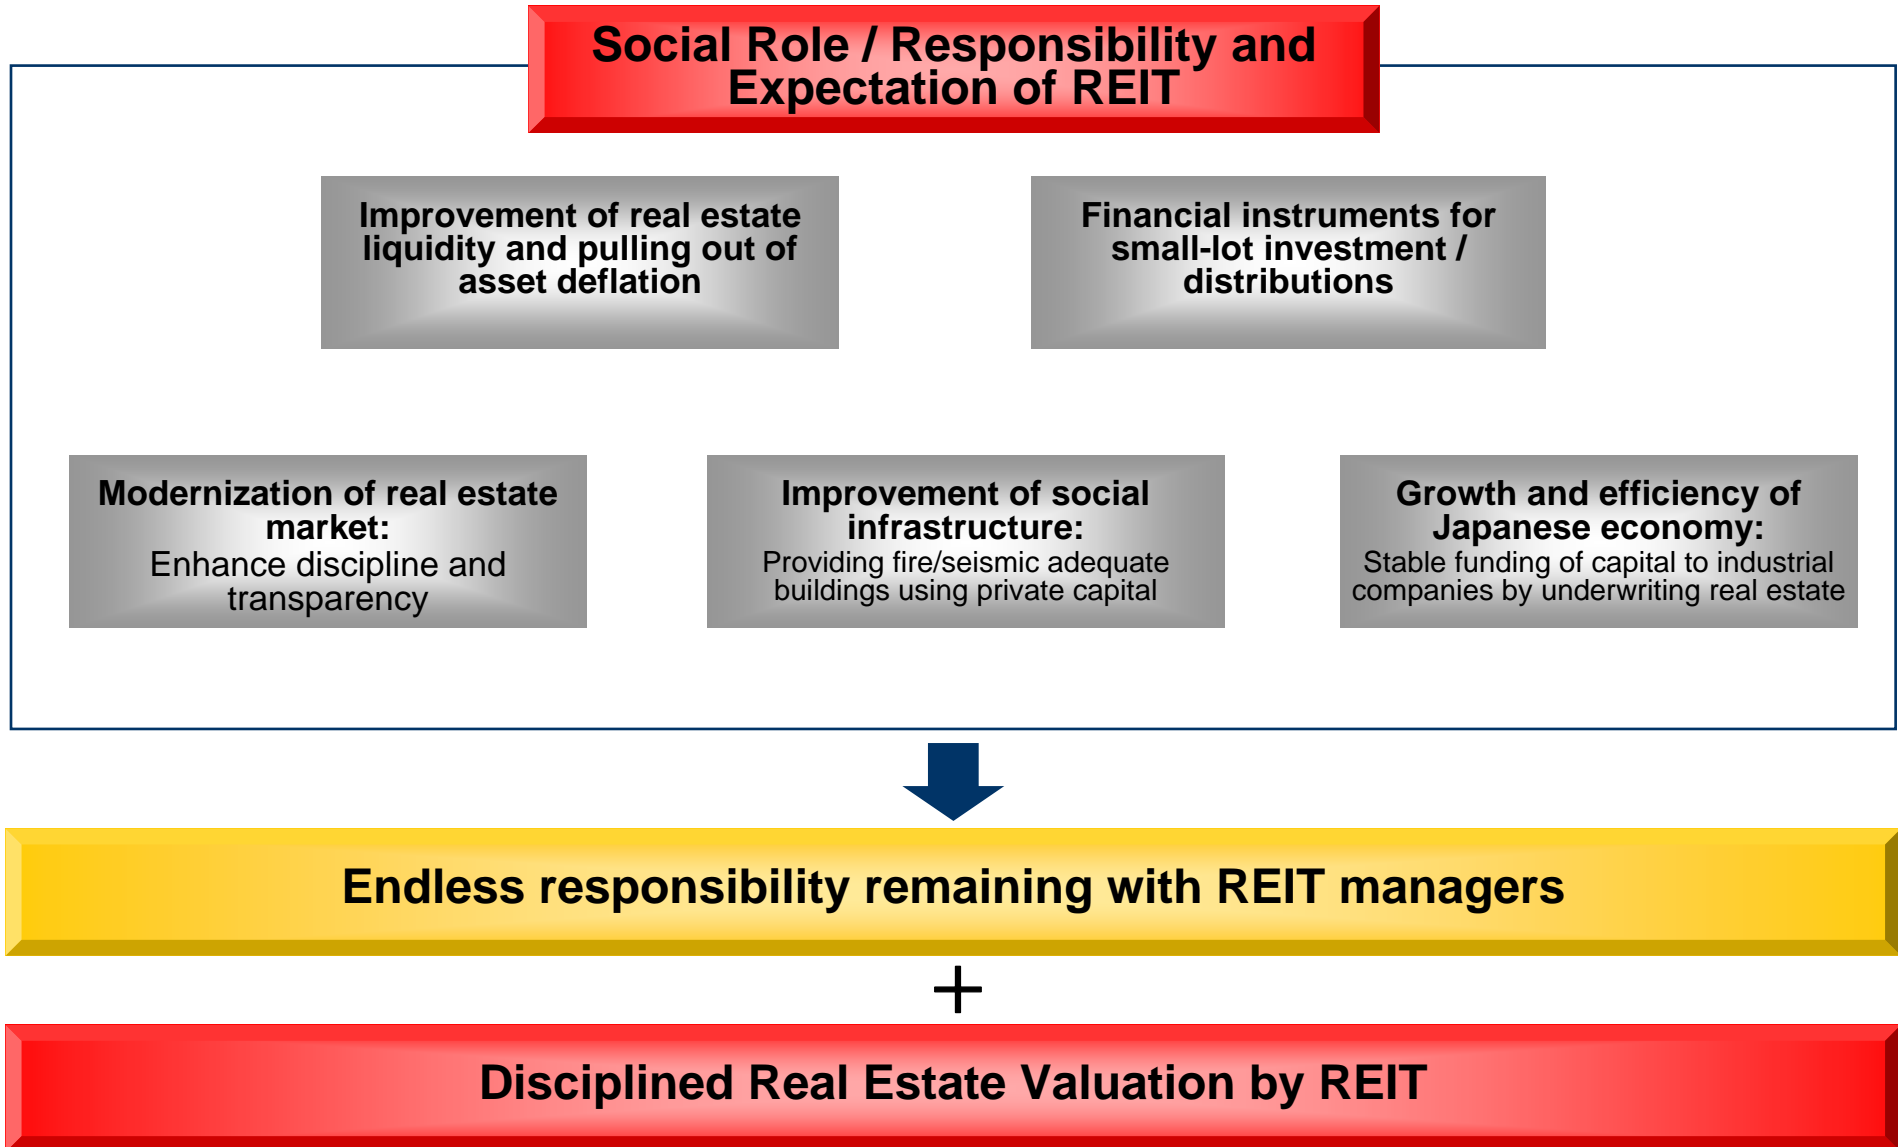 Social Role / Responsibility and
Expectation of REIT
Improvement of real estate
liquidity and pulling out of
asset deflation
Financial instruments for
small-lot investment /
distributions
Modernization of real estate
market:
Enhance discipline and
transparency
Improvement of social
infrastructure:
Providing fire/seismic adequate
buildings using private capital
Growth and efficiency of
Japanese economy:
Stable funding of capital to industrial
companies by underwriting real estate
Endless responsibility remaining with REIT managers
+
Disciplined Real Estate Valuation by REIT